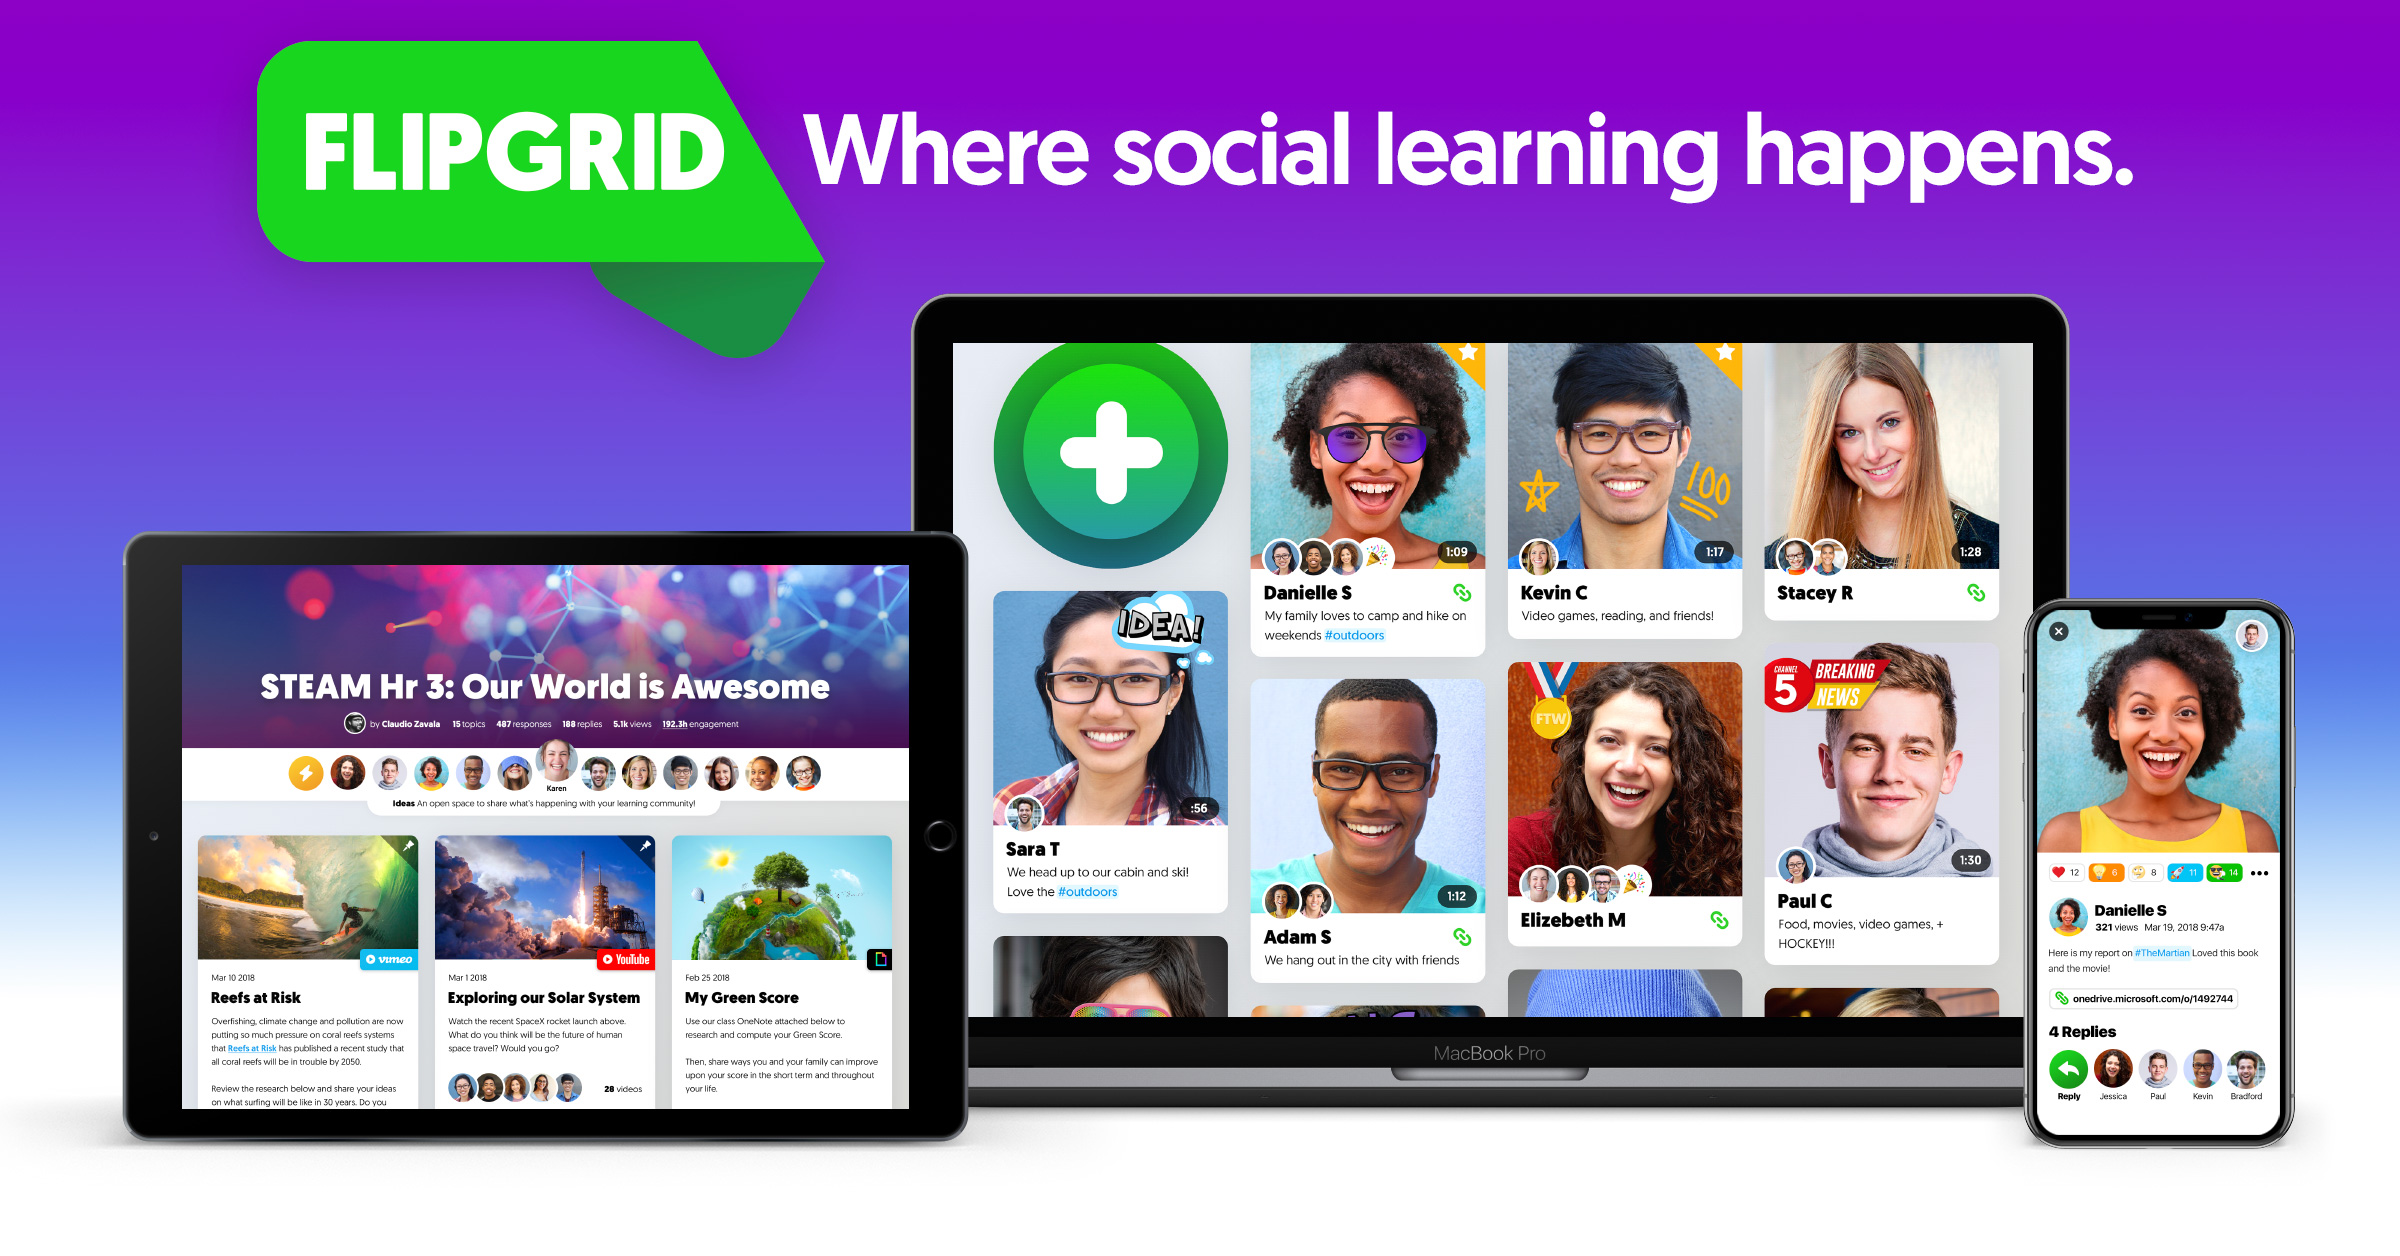 FLIPGRID
Where social learning happens.
STEAM Hr 3: Our World is Awesome
by Claudio Zavala 15 topics 487 responses 188 replies 5.1k views 192.3h engagement
Karen
Ideas An open space to share what's happening with your learning community!
vimeo
Mar 10 2018
Reefs at Risk
Overfishing, climate change and pollution are now
putting so much pressure on coral reefs systems
that Reefs at Risk has published a recent study that
all coral reefs will be in trouble by 2050.
Review the research below and share your ideas
on what surfing will be like in 30 years. Do you
YouTube
Mar 1 2018
Exploring our Solar System
Watch the recent SpaceX rocket launch above.
What do you think will be the future of human
space travel? Would you go?
28 videos
Feb 25 2018
My Green Score
Use our class OneNote attached below to
research and compute your Green Score.
Then, share ways you and your family can improve
upon your score in the short term and throughout
your life.
IDEA!
:56
Sara T
We head up to our cabin and ski!
Love the #outdoors
1:09
Danielle S
My family loves to camp and hike on
weekends #outdoors
1:12
Adam S
We hang out in the city with friends
100
1:17
Kevin C
Video games, reading, and friends!
FTW
Elizebeth M
1:28
Stacey R
CHANNEL
5
BREAKING
NEWS
1:30
Paul C
Food, movies, video games, +
HOCKEY!!!
MacBook Pro
12 6 8 11 14
Danielle S
321 views Mar 19, 2018 9:47a
Here is my report on #TheMartian Loved this book
and the movie!
onedrive.microsoft.com/o/1492744
4 Replies
Reply Jessica Paul Kevin Bradford